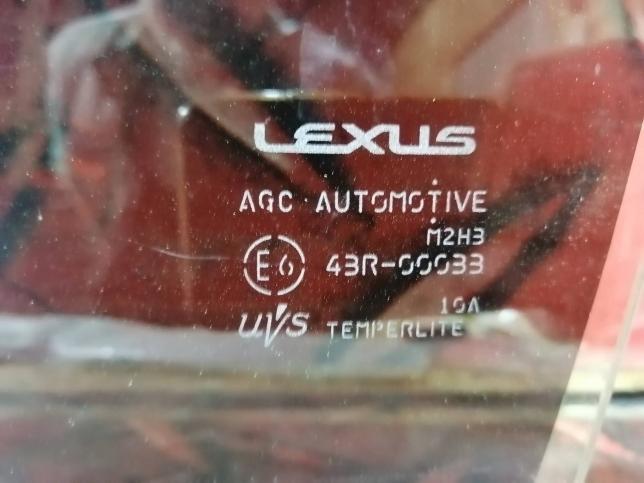 LEXUS
AGC AUTOMOTIVE
M2H3
E6 43R-00033
10A
UVS TEMPERLITE